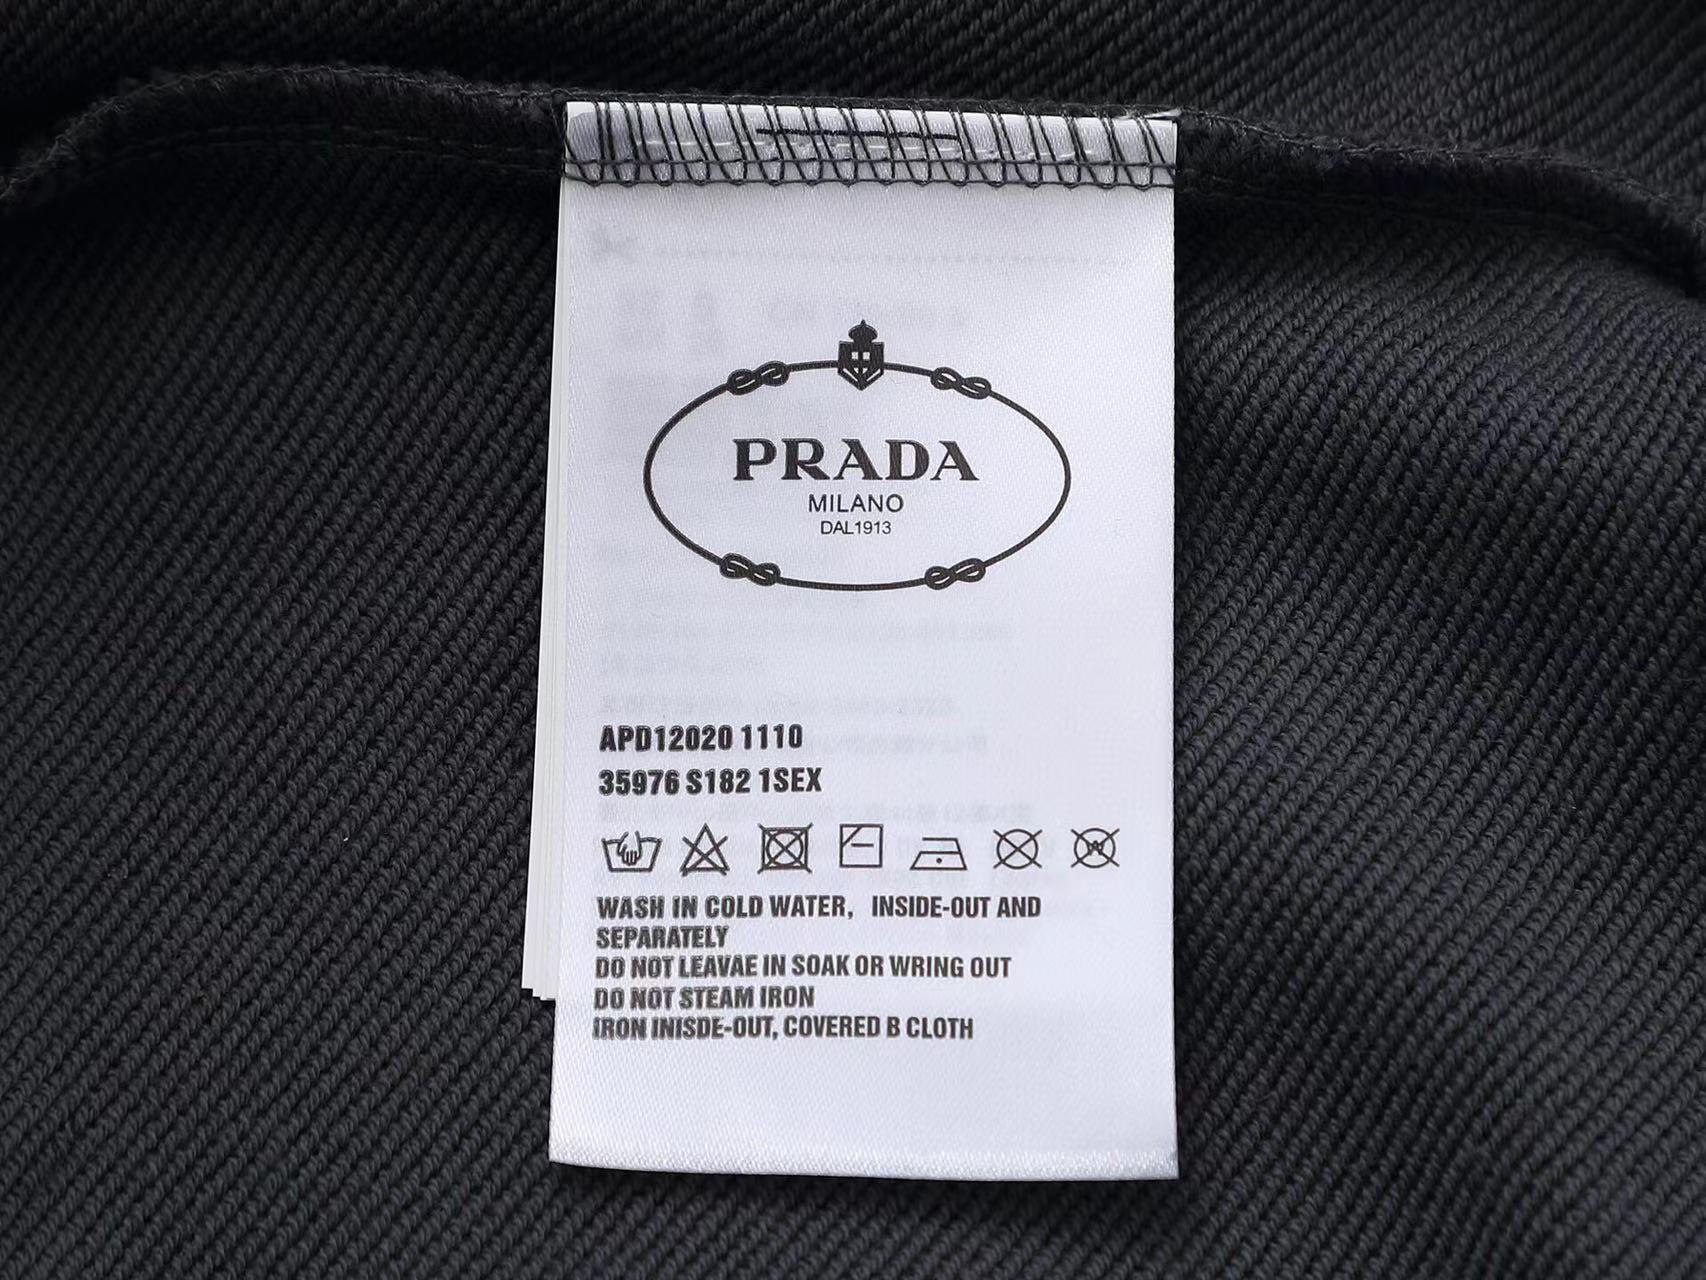 PRADA
MILANO
DAL1913
APD12020 1110
35976 S182 1SEX
WASH IN COLD WATER, INSIDE-OUT AND
SEPARATELY
DO NOT LEAVAE IN SOAK OR WRING OUT
DO NOT STEAM IRON
IRON INISDE-OUT, COVERED B CLOTH